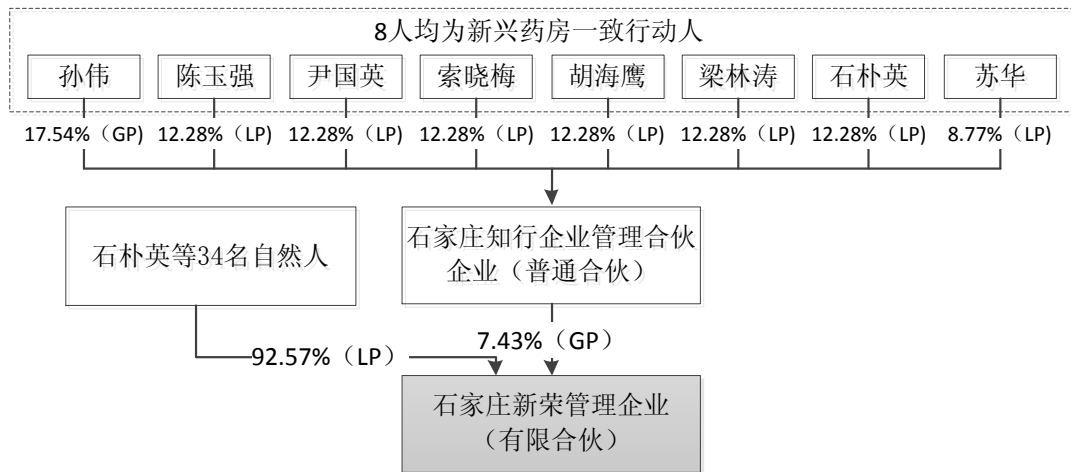 8人均为新兴药房一致行动人
孙伟
陈玉强
尹国英
索晓梅
胡海鹰
梁林涛
石朴英
苏华
17.54%（GP）
12.28%（LP）
12.28%（LP）
12.28%（LP）
12.28%（LP）
12.28%（LP）
12.28%（LP）
8.77%（LP）
石朴英等34名自然人
石家庄知行企业管理合伙
企业（普通合伙）
92.57%（LP）
7.43%（GP）
石家庄新荣管理企业
（有限合伙）